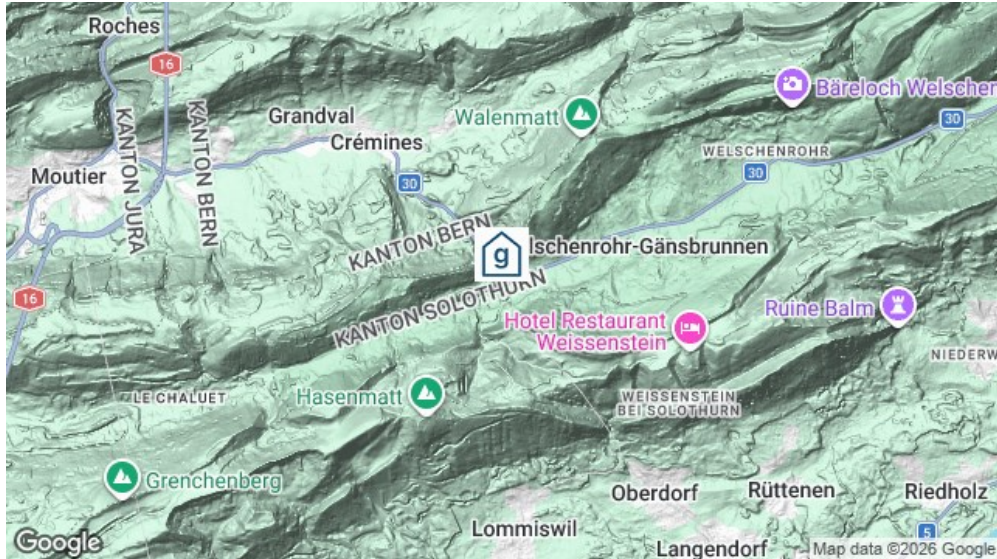 Roches
16
Bäreloch Welschen
Walenmatt
30
Grandval
Crémines
WELSCHENROHR
KANTON JURA
KANTON BERN
30
Moutier
30
KANTON BERN
lschenrohr-Gänsbrunnen
g
16
KANTON SOLOTHURN
Ruine Balm
Hotel Restaurant
Weissenstein
NIEDERW
LE CHALUET
Hasenmatt
WEISSENSTEIN
BEI SOLOTHURN
Grenchenberg
Oberdorf
Rüttenen
Riedholz
Lommiswil
5
Langendorf
Google
Map data ©2026 Google